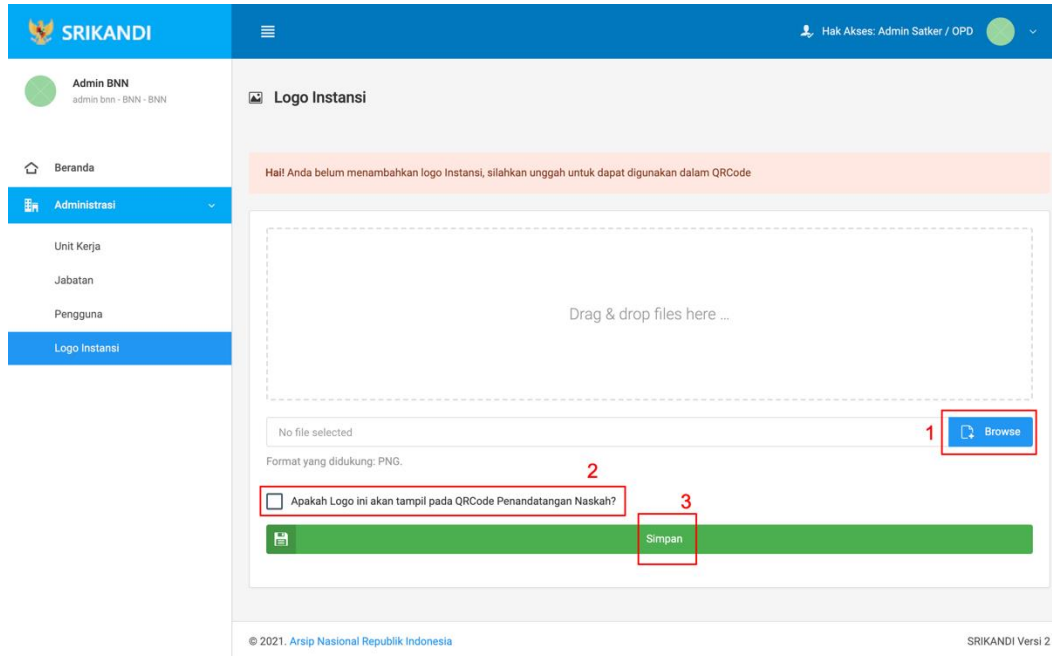 SRIKANDI
Hak Akses: Admin Satker / OPD
Admin BNN
admin bnn - BNN - BNN
Logo Instansi
Beranda
Hai! Anda belum menambahkan logo Instansi, silahkan unggah untuk dapat digunakan dalam QRCode
Administrasi
Unit Kerja
Jabatan
Pengguna
Logo Instansi
Drag & drop files here ...
No file selected
1
Browse
Format yang didukung: PNG.
2
Apakah Logo ini akan tampil pada QRCode Penandatangan Naskah?
3
Simpan
© 2021. Arsip Nasional Republik Indonesia
SRIKANDI Versi 2